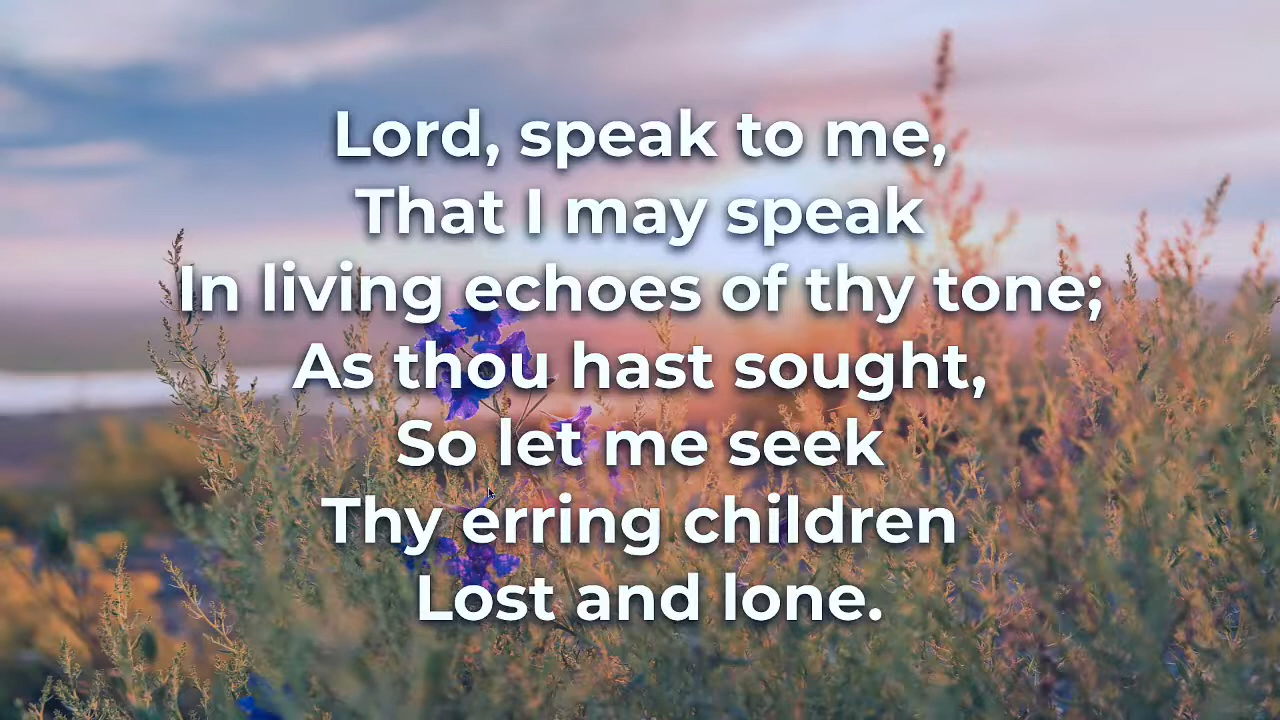 Lord, speak to me,
That I may speak
In living echoes of thy tone;
As thou hast sought,
So let me seek
Thy erring children
Lost and lone.